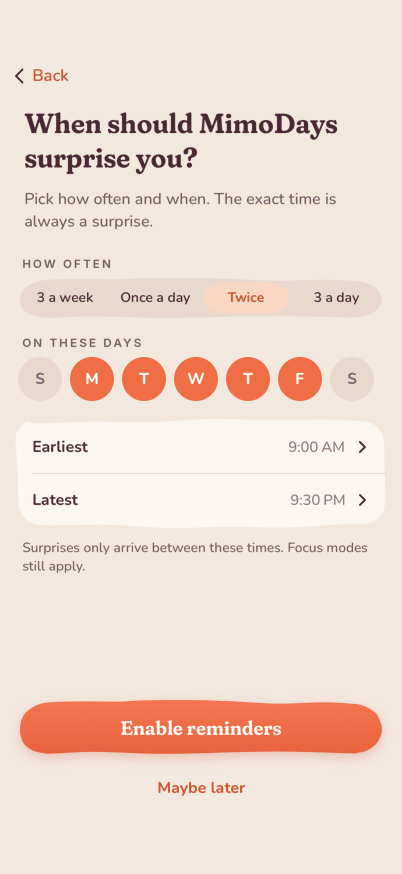 Back
When should MimoDays
surprise you?
Pick how often and when. The exact time is
always a surprise.
HOW OFTEN
3 a week Once a day Twice 3 a day
ON THESE DAYS
S M T W T F S
Earliest 9:00 AM
Latest 9:30 PM
Surprises only arrive between these times. Focus modes
still apply.
Enable reminders
Maybe later